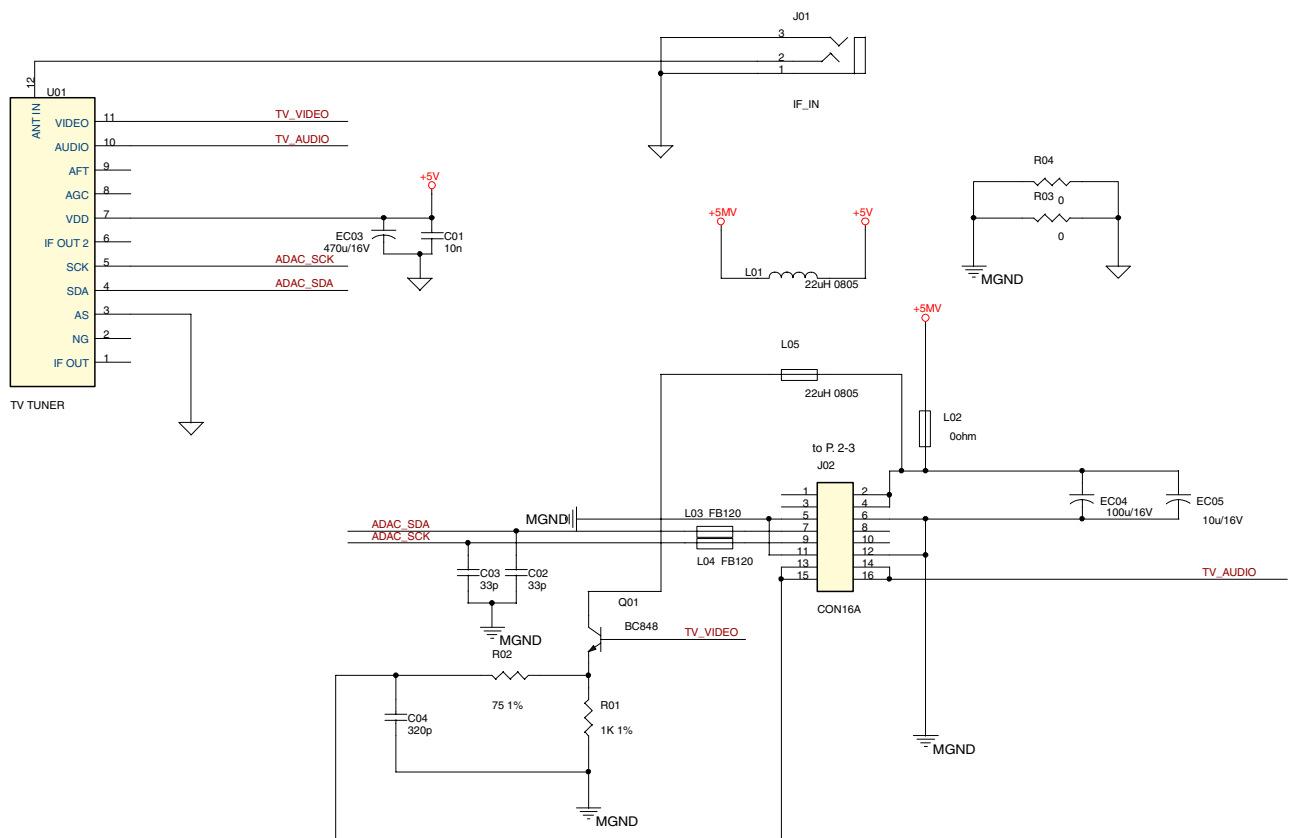 J01
3
2
1
IF_IN
12
U01
ANT IN
VIDEO 11 TV_VIDEO
AUDIO 10 TV_AUDIO
AFT 9
AGC 8
VDD 7
IF OUT 2 6
SCK 5 ADAC_SCK
SDA 4 ADAC_SDA
AS 3
NG 2
IF OUT 1
TV TUNER
+5V
EC03
470u/16V
C01
10n
+5MV
+5V
L01
22uH 0805
R04
0
R03
0
MGND
+5MV
L05
22uH 0805
L02
0ohm
to P. 2-3
J02
1 2
3 4
5 6
7 8
9 10
11 12
13 14
15 16
CON16A
EC04
100u/16V
EC05
10u/16V
TV_AUDIO
MGND
L03 FB120
ADAC_SDA
ADAC_SCK
L04 FB120
C03
33p
C02
33p
MGND
Q01
BC848
TV_VIDEO
R02
75 1%
R01
1K 1%
C04
320p
MGND
MGND